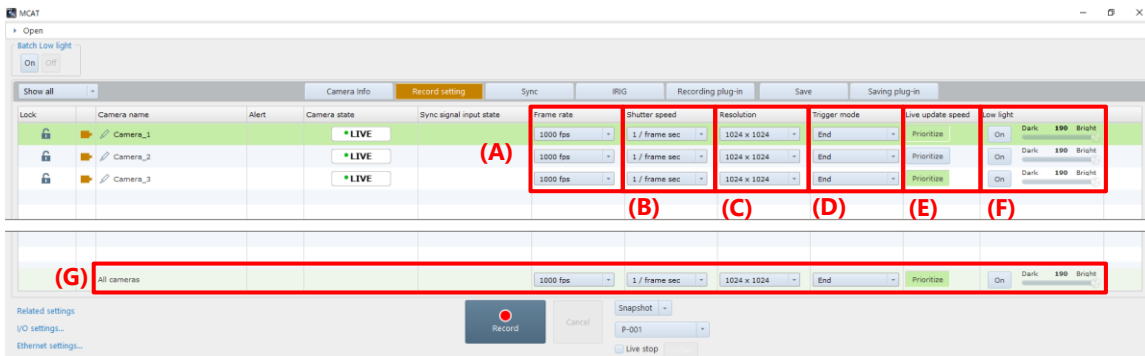 MCAT
Open
Batch Low light
On Off
Show all Camera Info Record setting Sync IRIG Recording plug-in Save Saving plug-in
Lock Camera name Alert Camera state Sync signal input state Frame rate Shutter speed Resolution Trigger mode Live update speed Low light
Camera_1 LIVE 1000 fps 1 / frame sec 1024 x 1024 End Prioritize On Dark 190 Bright
(A) Camera_2 LIVE 1000 fps 1 / frame sec 1024 x 1024 End Prioritize On Dark 190 Bright
Camera_3 LIVE 1000 fps 1 / frame sec 1024 x 1024 End Prioritize On Dark 190 Bright
(B) (C) (D) (E) (F)
(G) All cameras 1000 fps 1 / frame sec 1024 x 1024 End Prioritize On Dark 190 Bright
Related settings
I/O settings...
Ethernet settings...
Record
Cancel
Snapshot
P-001
Live stop